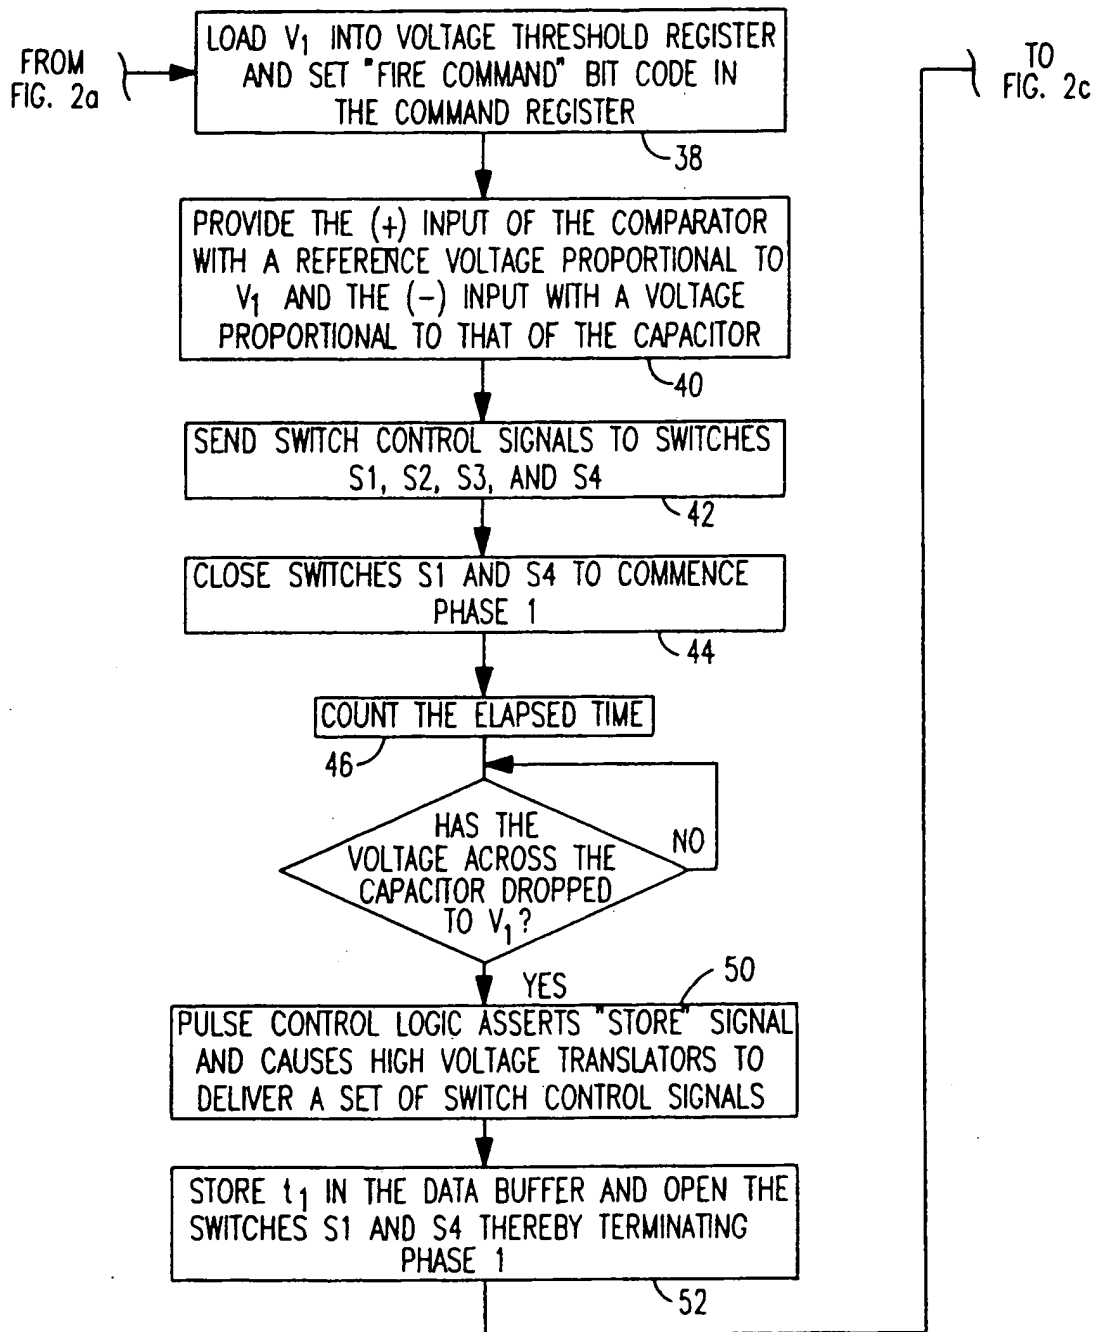 FROM
FIG. 2a
LOAD V1 INTO VOLTAGE THRESHOLD REGISTER
AND SET "FIRE COMMAND" BIT CODE IN
THE COMMAND REGISTER
38
TO
FIG. 2c
PROVIDE THE (+) INPUT OF THE COMPARATOR
WITH A REFERENCE VOLTAGE PROPORTIONAL TO
V1 AND THE (-) INPUT WITH A VOLTAGE
PROPORTIONAL TO THAT OF THE CAPACITOR
40
SEND SWITCH CONTROL SIGNALS TO SWITCHES
S1, S2, S3, AND S4
42
CLOSE SWITCHES S1 AND S4 TO COMMENCE
PHASE 1
44
COUNT THE ELAPSED TIME
46
HAS THE
VOLTAGE ACROSS THE
CAPACITOR DROPPED
TO V1?
NO
YES
50
PULSE CONTROL LOGIC ASSERTS "STORE" SIGNAL
AND CAUSES HIGH VOLTAGE TRANSLATORS TO
DELIVER A SET OF SWITCH CONTROL SIGNALS
STORE t1 IN THE DATA BUFFER AND OPEN THE
SWITCHES S1 AND S4 THEREBY TERMINATING
PHASE 1
52